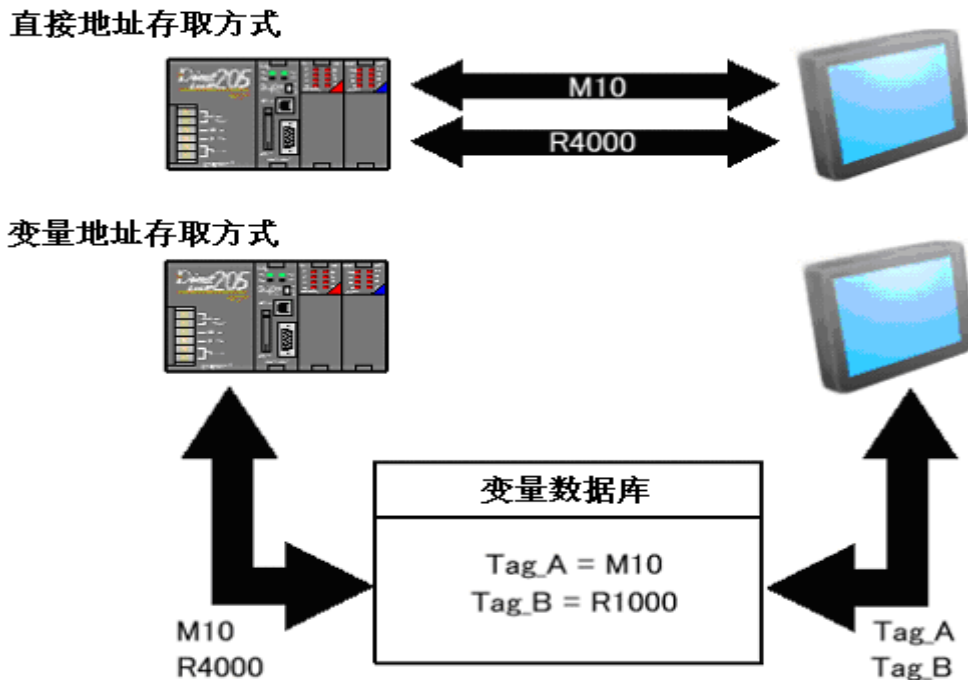 直接地址存取方式
M10
R4000
变量地址存取方式
变量数据库
Tag_A = M10
Tag_B = R1000
M10
R4000
Tag_A
Tag_B